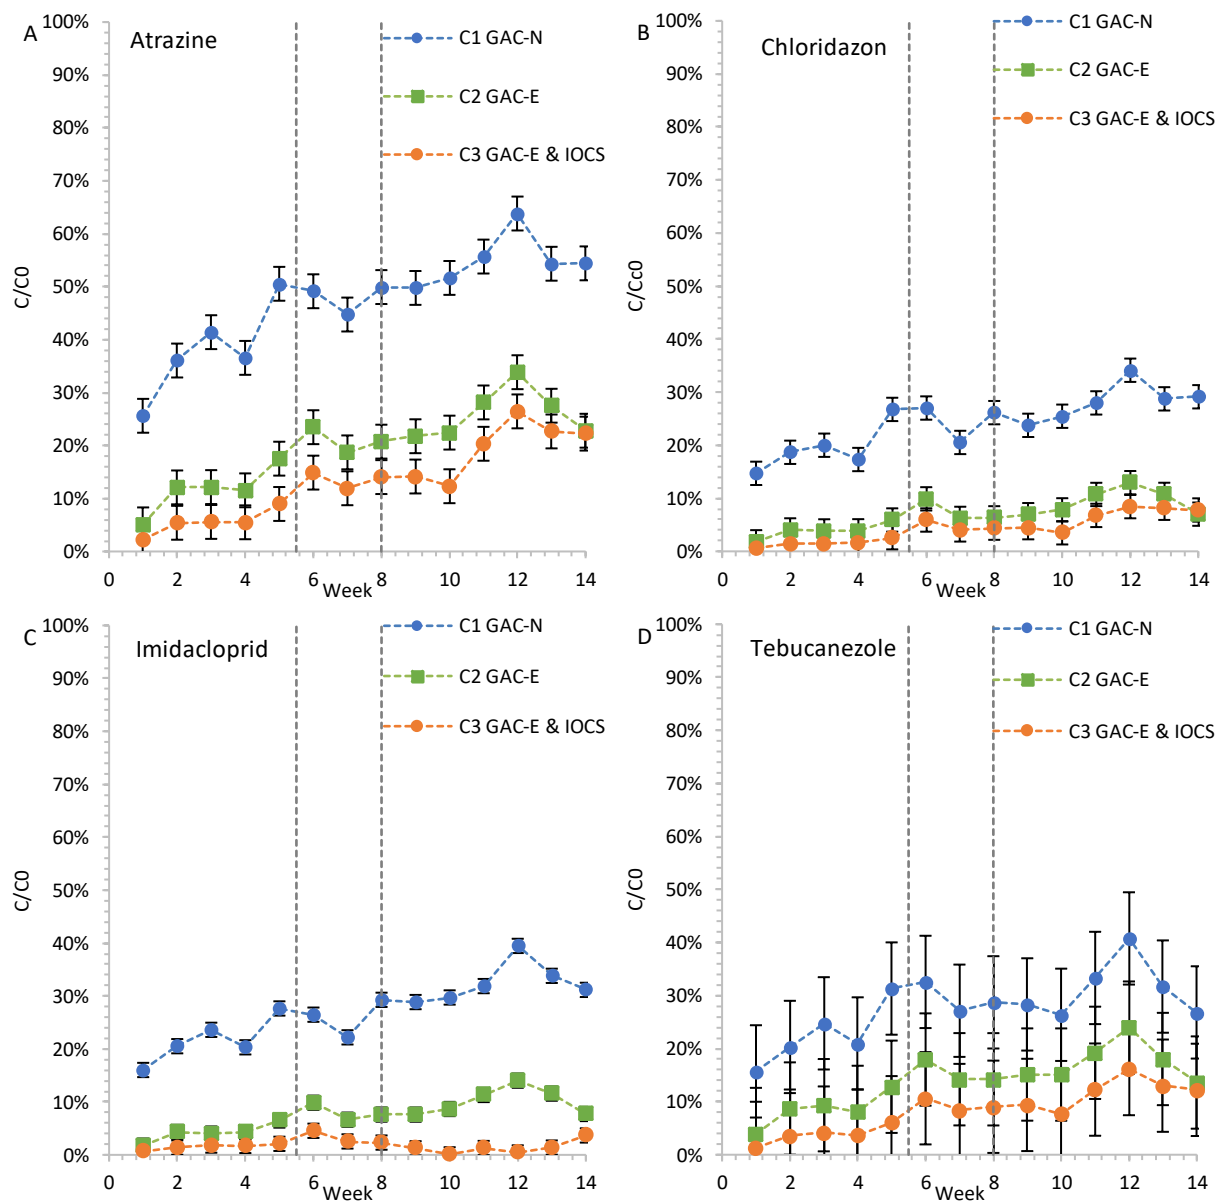 A
Atrazine
C1 GAC-N
C2 GAC-E
C3 GAC-E & IOCS
100%
90%
80%
70%
60%
50%
40%
30%
20%
10%
0%
C/C0
0 2 4 6 8 10 12 14
Week
B
Chloridazon
C1 GAC-N
C2 GAC-E
C3 GAC-E & IOCS
100%
90%
80%
70%
60%
50%
40%
30%
20%
10%
0%
C/Cc0
0 2 4 6 8 10 12 14
Week
C
Imidacloprid
C1 GAC-N
C2 GAC-E
C3 GAC-E & IOCS
100%
90%
80%
70%
60%
50%
40%
30%
20%
10%
0%
C/C0
0 2 4 6 8 10 12 14
Week
D
Tebucanezole
C1 GAC-N
C2 GAC-E
C3 GAC-E & IOCS
100%
90%
80%
70%
60%
50%
40%
30%
20%
10%
0%
C/C0
0 2 4 6 8 10 12 14
Week